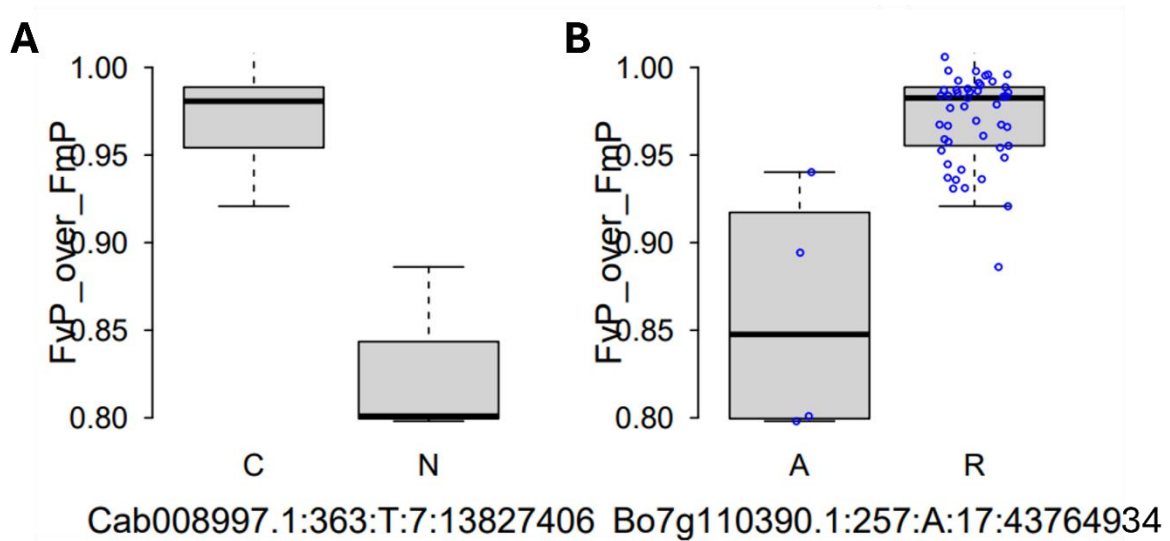 A
B
FvP_over_FmP
1.00
0.95
0.90
0.85
0.80
C
N
Cab008997.1:363:T:7:13827406
FvP_over_FmP
1.00
0.95
0.90
0.85
0.80
A
R
Bo7g110390.1:257:A:17:43764934